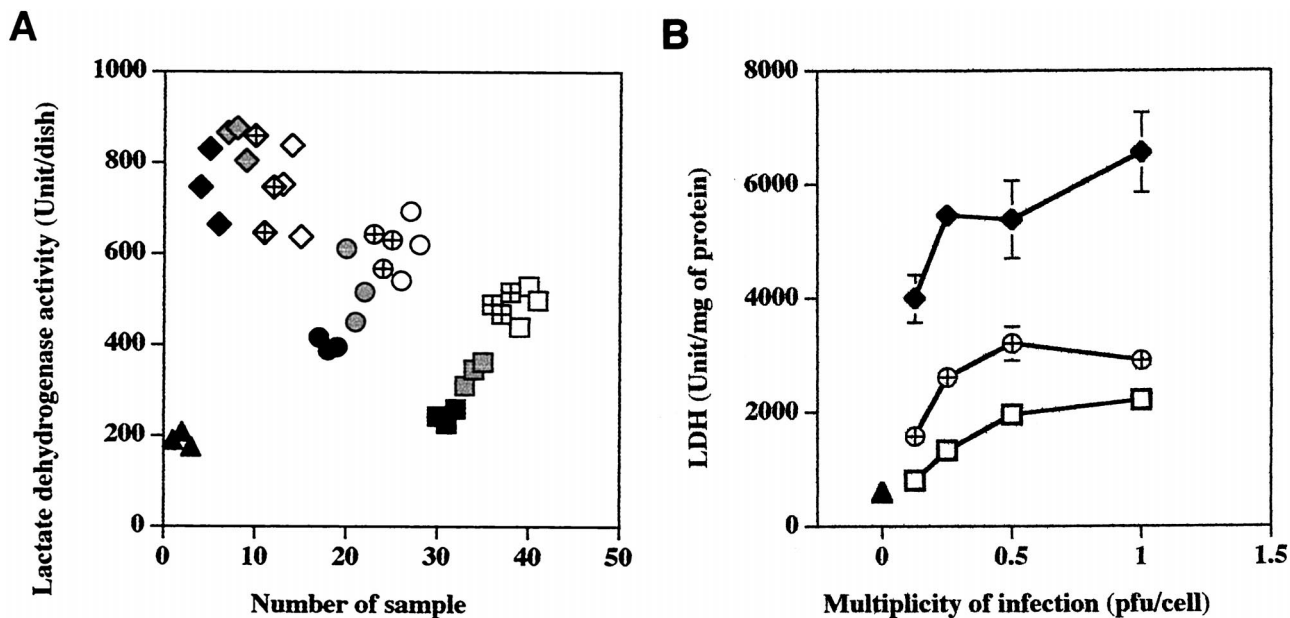 A
Lactate dehydrogenase activity (Unit/dish)
1000
800
600
400
200
0
0 10 20 30 40 50
Number of sample
B
LDH (Unit/mg of protein)
8000
6000
4000
2000
0
0 0.5 1 1.5
Multiplicity of infection (pfu/cell)